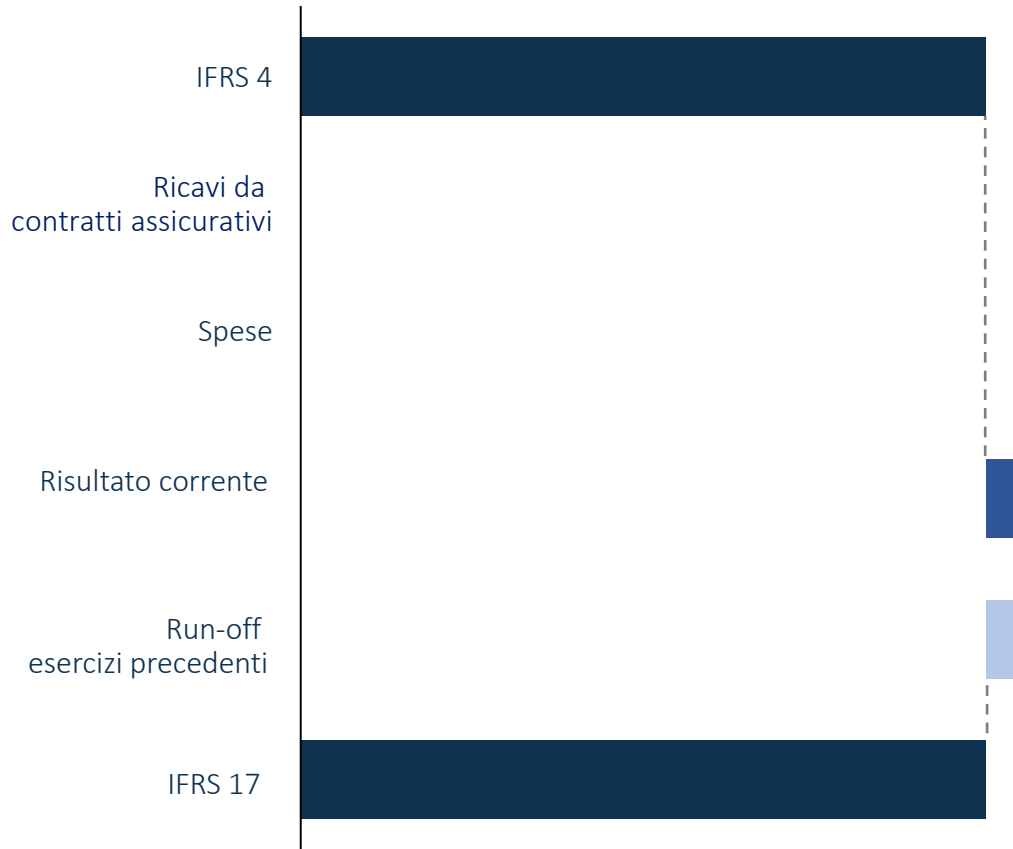 IFRS 4
Ricavi da
contratti assicurativi
Spese
Risultato corrente
Run-off
esercizi precedenti
IFRS 17